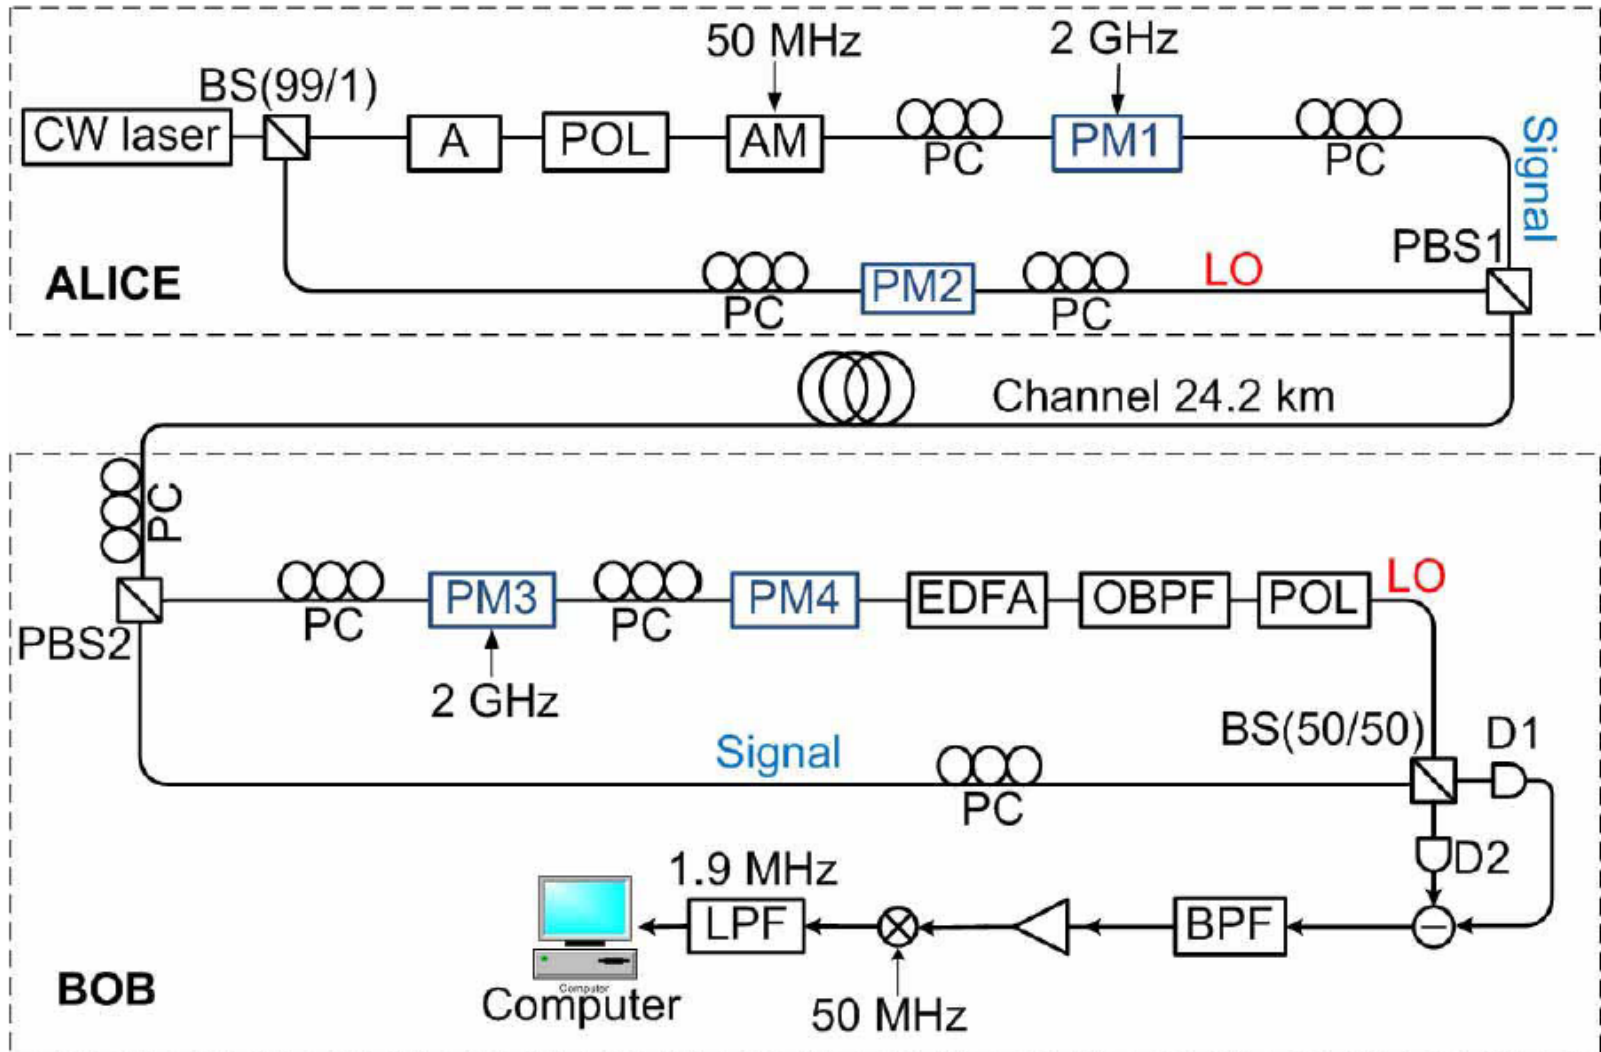 50 MHz
2 GHz
BS(99/1)
CW laser
A
POL
AM
PC
PM1
PC
Signal
PBS1
ALICE
PC
PM2
PC
LO
Channel 24.2 km
PC
PBS2
PC
PM3
PC
PM4
EDFA
OBPF
POL
LO
2 GHz
Signal
PC
BS(50/50)
D1
D2
1.9 MHz
LPF
BPF
50 MHz
Computer
Computer
BOB